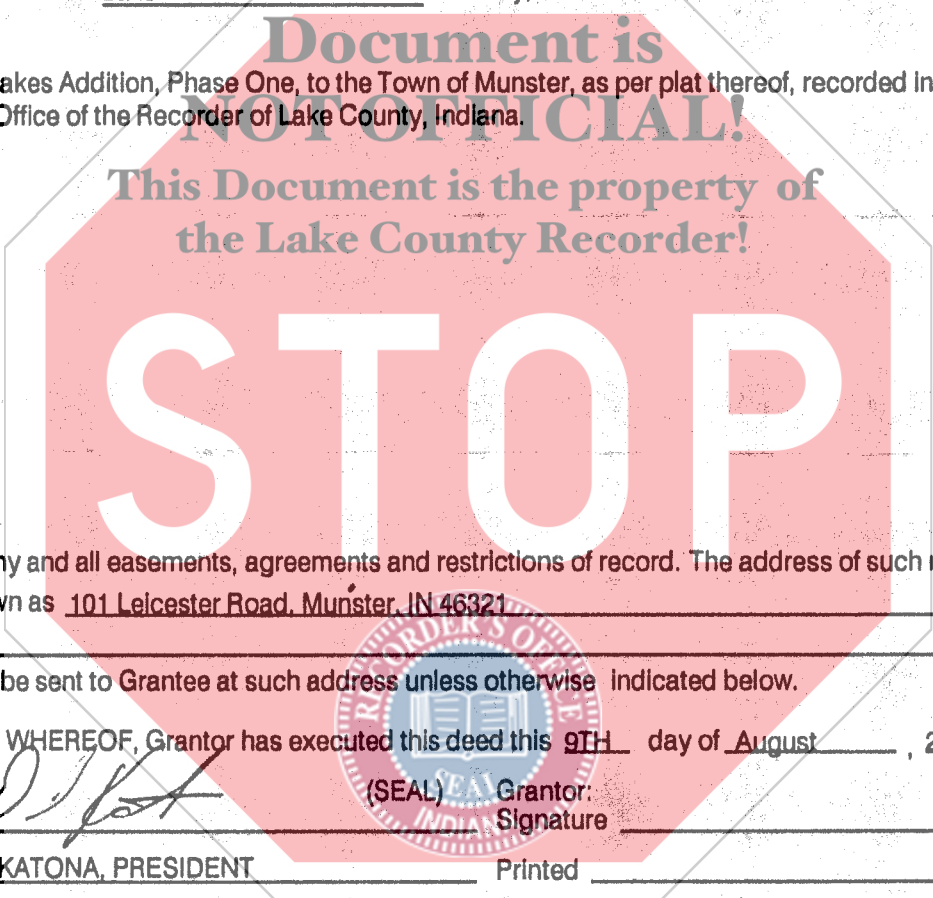 Document is
akes Addition, Phase One, to the Town of Munster, as per plat thereof, recorded in
Office of the Recorder of Lake County, Indiana.
NOT OFFICIAL!
This Document is the property of
the Lake County Recorder!
STOP
ny and all easements, agreements and restrictions of record. The address of such
wn as 101 Leicester Road, Munster, IN 46321
RECORDER'S OFFICE
be sent to Grantee at such address unless otherwise indicated below.
WHEREOF, Grantor has executed this deed this 9TH day of August , 2
(SEAL) Grantor:
SEAL
INDIANA
Signature
KATONA, PRESIDENT Printed